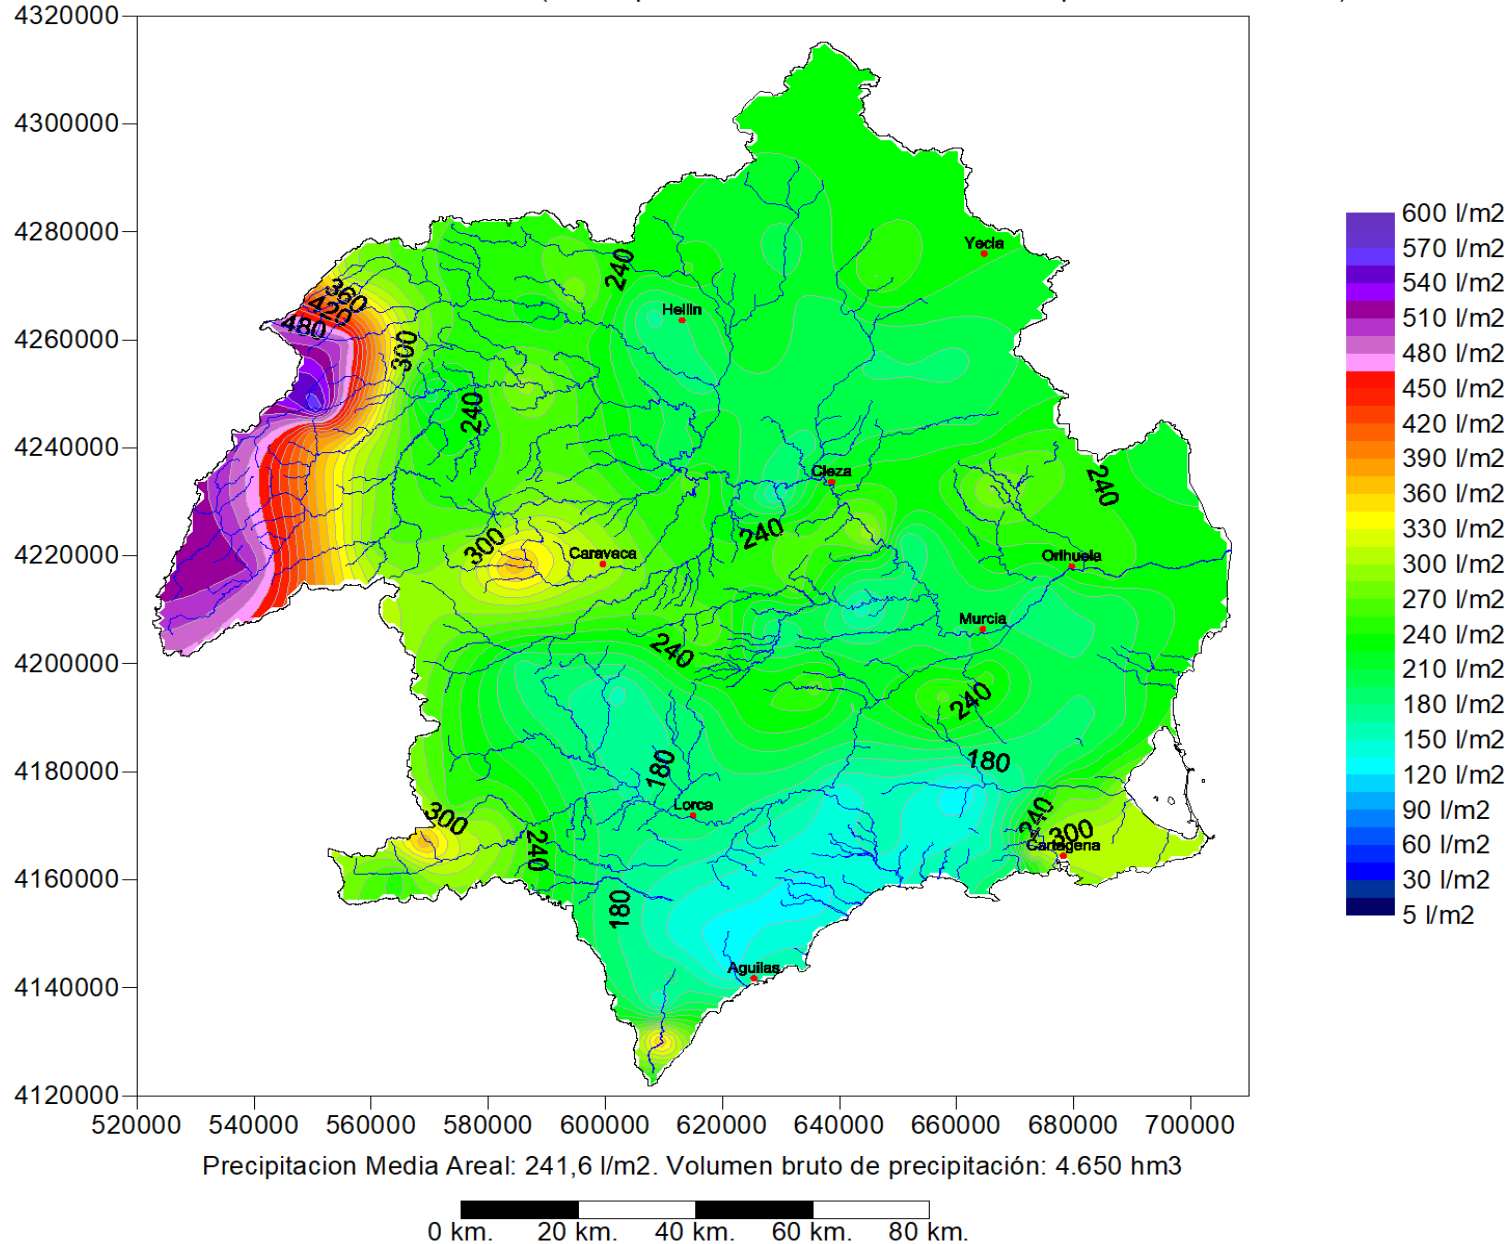 4320000
4300000
4280000
4260000
4240000
4220000
4200000
4180000
4160000
4140000
4120000
520000 540000 560000 580000 600000 620000 640000 660000 680000 700000
Yecla
240
Hellin
360
420
480
300
240
Cieza
240
240
300
Caravaca
Orihuela
Murcia
240
240
180
180
Lorca
300
240
240
300
Cartagena
180
Aguilas
600 l/m2
570 l/m2
540 l/m2
510 l/m2
480 l/m2
450 l/m2
420 l/m2
390 l/m2
360 l/m2
330 l/m2
300 l/m2
270 l/m2
240 l/m2
210 l/m2
180 l/m2
150 l/m2
120 l/m2
90 l/m2
60 l/m2
30 l/m2
5 l/m2
Precipitacion Media Areal: 241,6 l/m2. Volumen bruto de precipitación: 4.650 hm3
0 km. 20 km. 40 km. 60 km. 80 km.